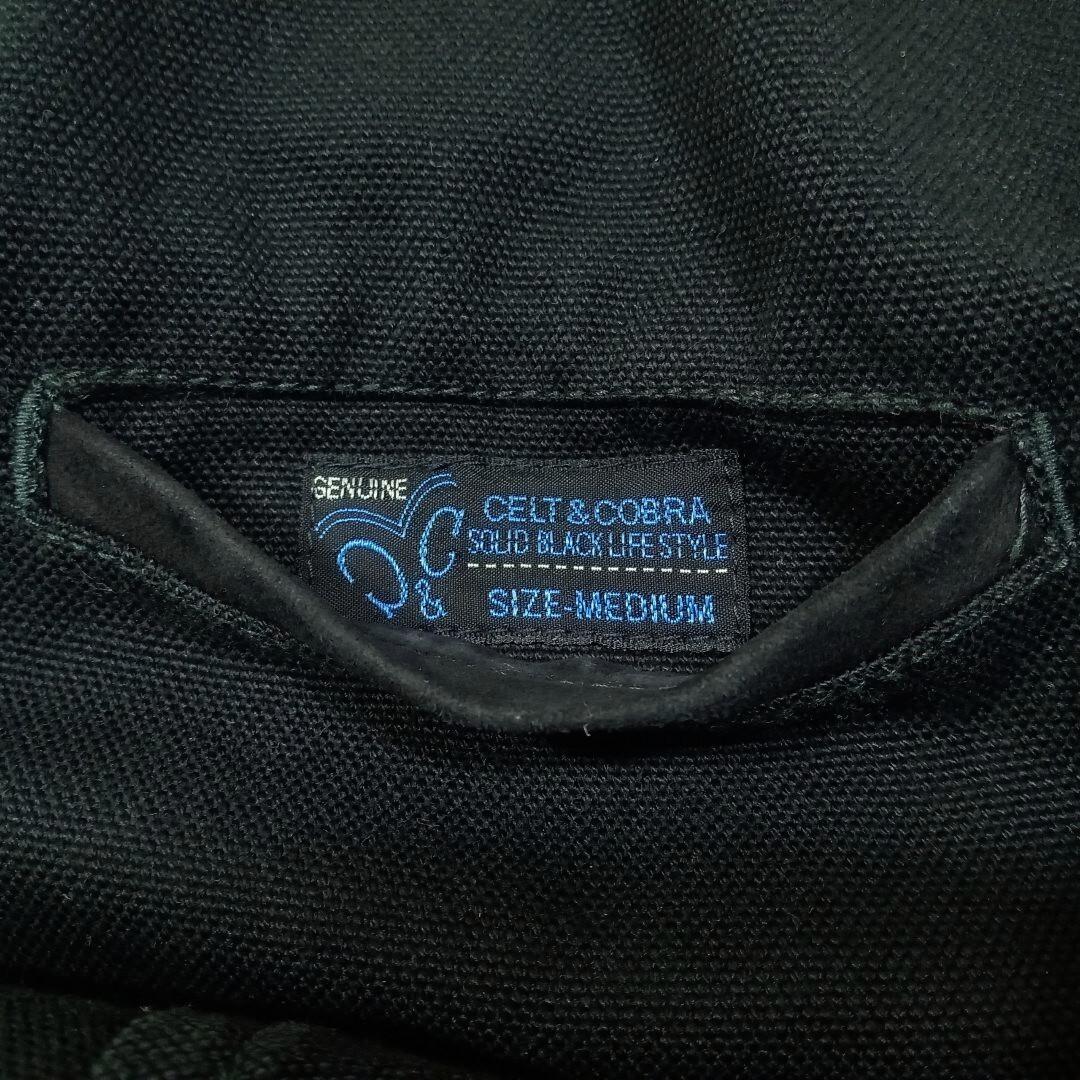 GENUINE
C&C
CELT & COBRA
SOLID BLACK LIFE STYLE
SIZE-MEDIUM